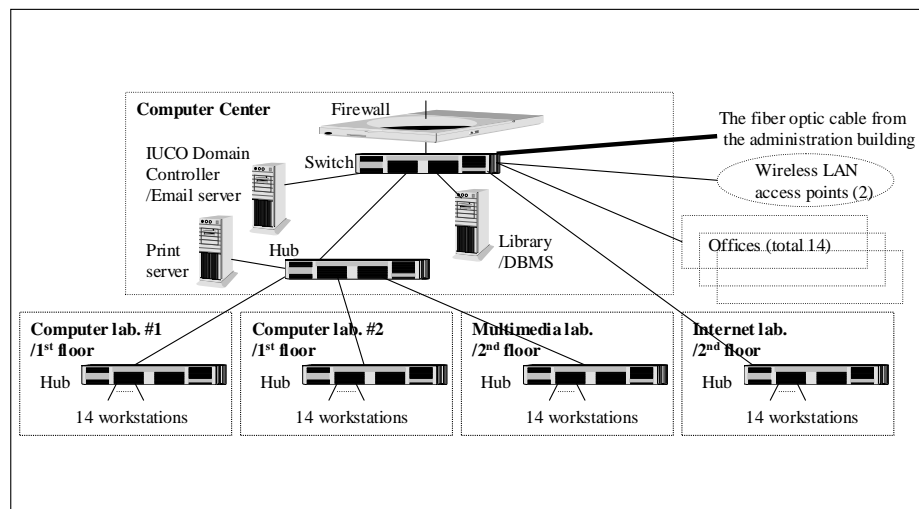 Computer Center
Firewall
The fiber optic cable from
the administration building
IUCO Domain
Controller
/Email server
Switch
Wireless LAN
access points (2)
Print
server
Hub
Library
/DBMS
Offices (total 14)
Computer lab. #1
/1st floor
Hub
14 workstations
Computer lab. #2
/1st floor
Hub
14 workstations
Multimedia lab.
/2nd floor
Hub
14 workstations
Internet lab.
/2nd floor
Hub
14 workstations